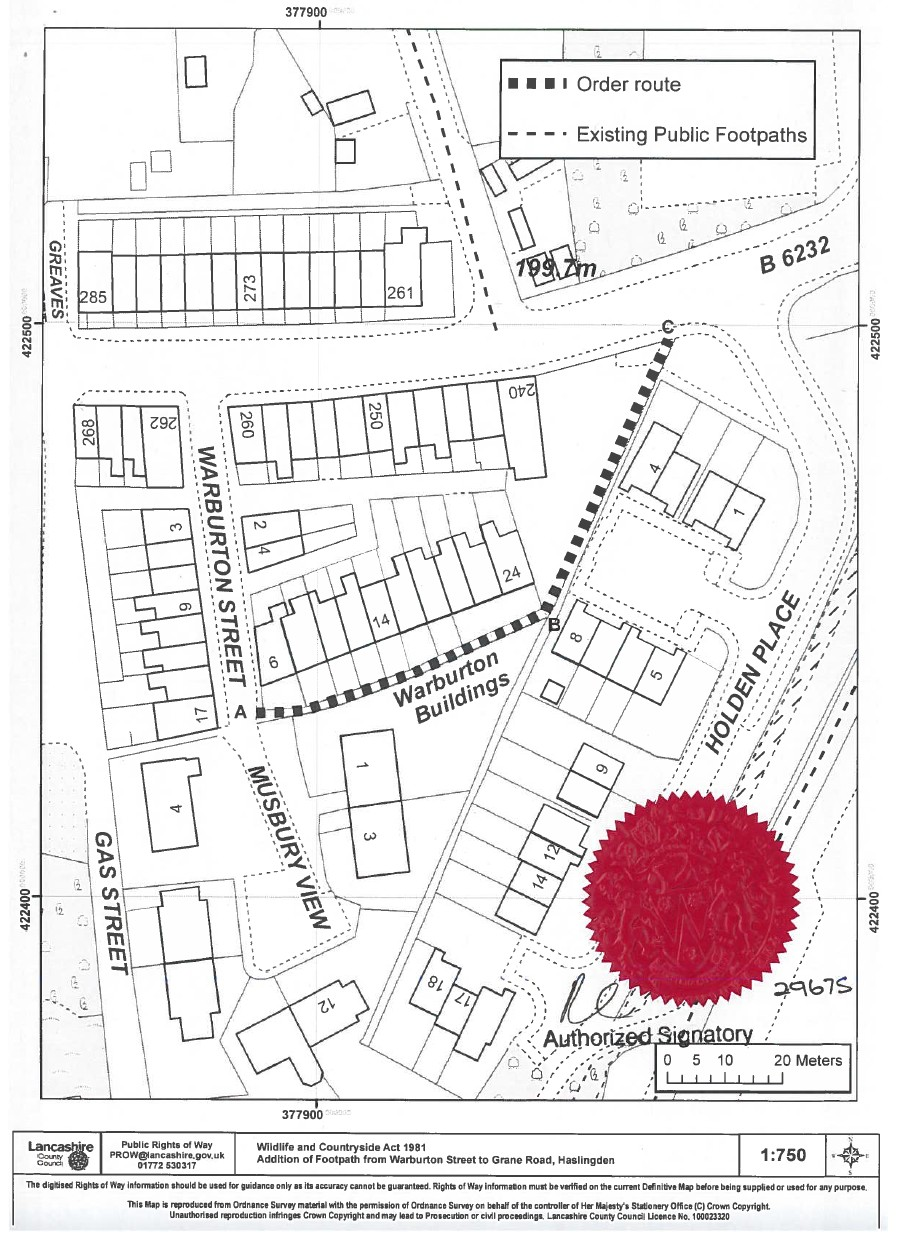 377900
Order route
Existing Public Footpaths
GREAVES
199.7m
B 6232
285
273
261
422500
422500
C
268
262
260
250
240
WARBURTON STREET
3
2
4
4
1
9
24
14
6
B
8
5
HOLDEN PLACE
17
A
Warburton
Buildings
1
3
4
MUSBURY VIEW
9
12
14
GAS STREET
422400
422400
18
17
12
29675
Authorized Signatory
0 5 10 20 Meters
377900
Lancashire
County
Council
Public Rights of Way
PROW@lancashire.gov.uk
01772 530317
Wildlife and Countryside Act 1981
Addition of Footpath from Warburton Street to Grane Road, Haslingden
1:750
The digitised Rights of Way information should be used for guidance only as its accuracy cannot be guaranteed. Rights of Way information must be verified on the current Definitive Map before being supplied or used for any purpose.
This Map is reproduced from Ordnance Survey material with the permission of Ordnance Survey on behalf of the controller of Her Majesty's Stationery Office (C) Crown Copyright.
Unauthorised reproduction infringes Crown Copyright and may lead to Prosecution or civil proceedings. Lancashire County Council Licence No. 100023320